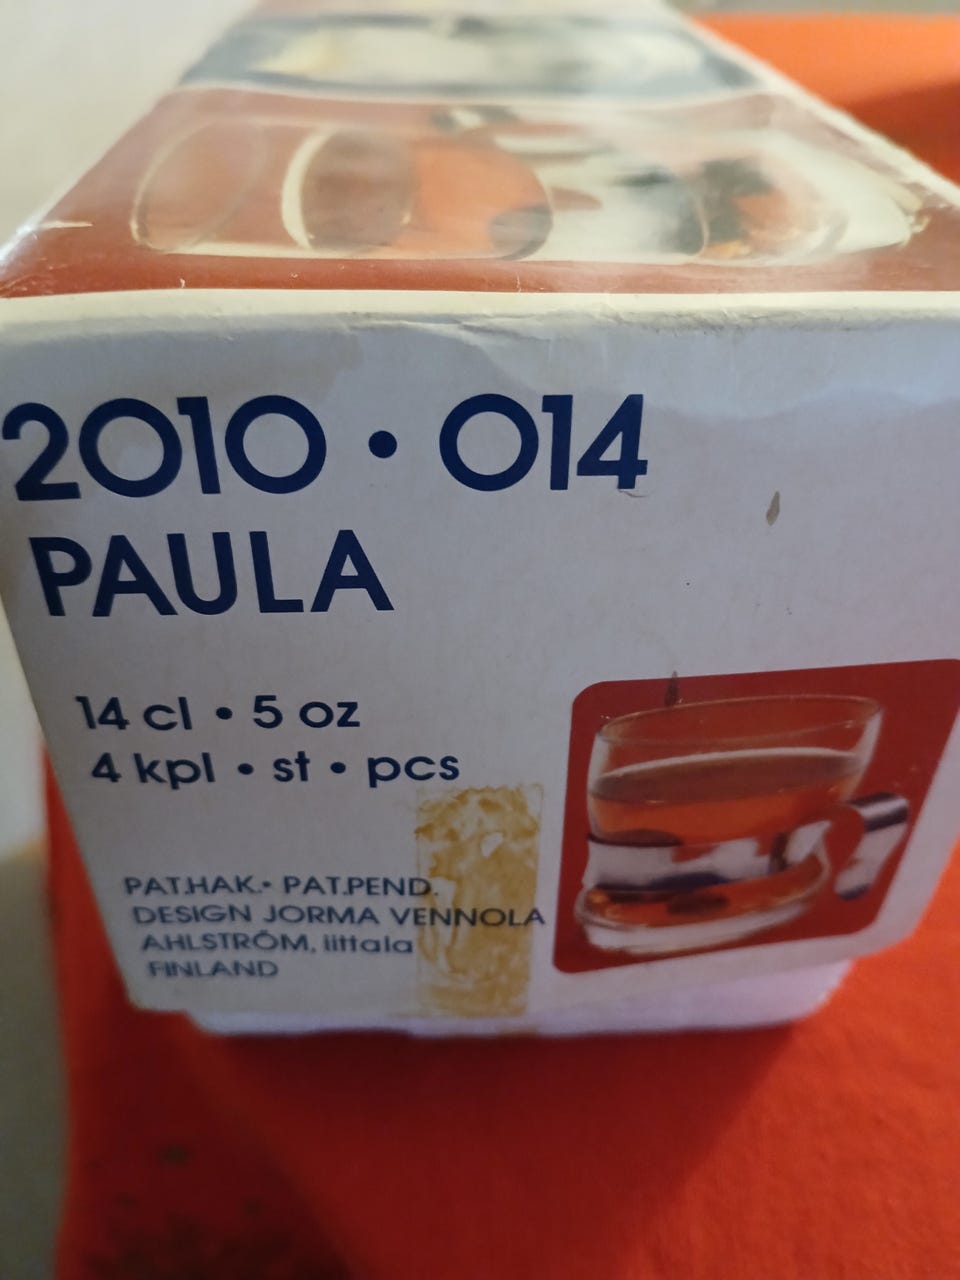 2010 • 014
PAULA
14 cl • 5 oz
4 kpl • st • pcs
PAT.HAK.• PAT.PEND.
DESIGN JORMA VENNOLA
AHLSTRÖM, iittala
FINLAND